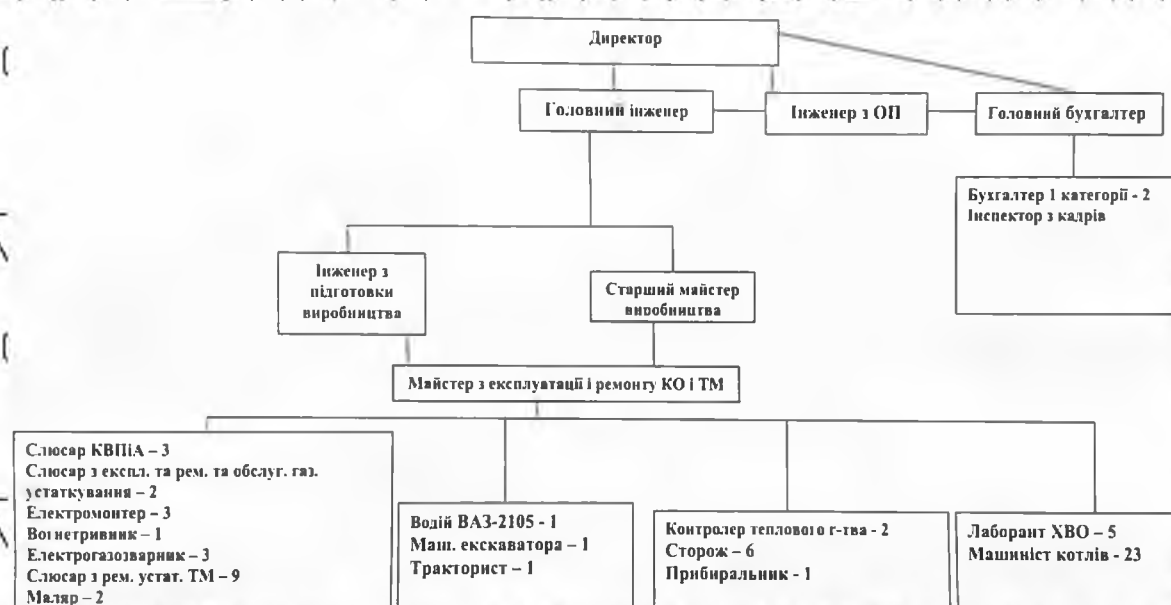 Директор
Головний інженер
Інженер з ОП
Головний бухгалтер
Бухгалтер 1 категорії - 2
Інспектор з кадрів
Інженер з
підготовки
виробництва
Старший майстер
виробництва
Майстер з експлуатації і ремонту КО і ТМ
Слюсар КВПіА – 3
Слюсар з експл. та рем. та обслуг. газ.
устаткування – 2
Електромонтер – 3
Вогнетривник – 1
Електрогазозварник – 3
Слюсар з рем. устат. ТМ – 9
Маляр – 2
Водій ВАЗ-2105 - 1
Маш. екскаватора – 1
Тракторист – 1
Контролер теплового г-тва - 2
Сторож – 6
Прибиральник - 1
Лаборант ХВО – 5
Машиніст котлів - 23